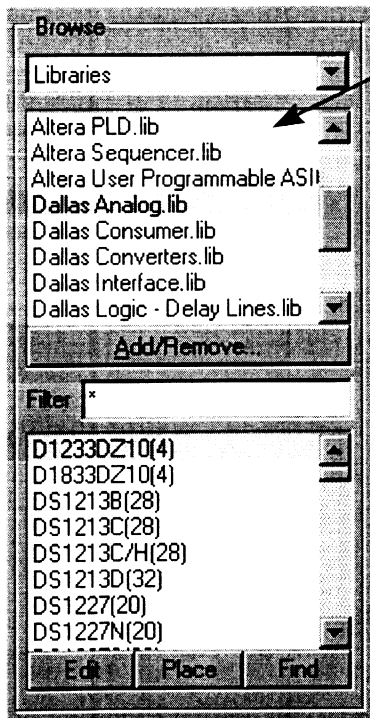 Browse
Libraries
Altera PLD.lib
Altera Sequencer.lib
Altera User Programmable ASI
Dallas Analog.lib
Dallas Consumer.lib
Dallas Converters.lib
Dallas Interface.lib
Dallas Logic - Delay Lines.lib
Add/Remove...
Filter *
D1233DZ10(4)
D1833DZ10(4)
DS1213B(28)
DS1213C(28)
DS1213C/H(28)
DS1213D(32)
DS1227(20)
DS1227N(20)
Edit Place Find